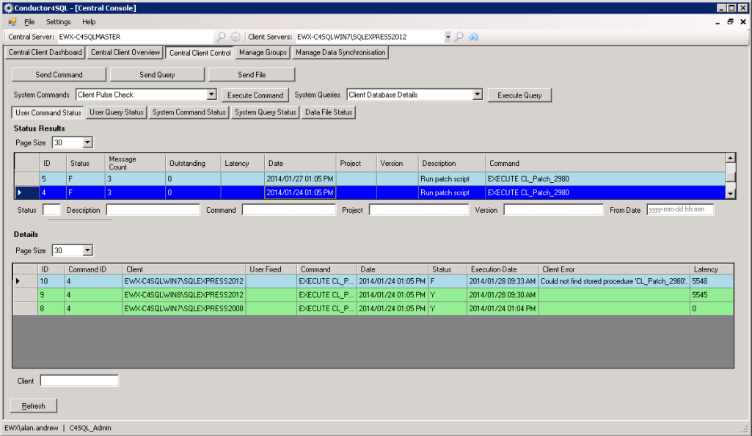 Conductor4SQL - [Central Console]
File Settings Help
Central Server: EWX-C4SQLMASTER Client Servers: EWX-C4SQLWIN7\SQLEXPRESS2012
Central Client Dashboard Central Client Overview Central Client Control Manage Groups Manage Data Synchronisation
Send Command Send Query Send File
System Commands Client Pulse Check Execute Command System Queries Client Database Details Execute Query
User Command Status User Query Status System Command Status System Query Status Data File Status
Status Results
Page Size 30
ID Status Message Count Outstanding Latency Date Project Version Description Command
5 F 3 0 2014/01/27 01:05 PM Run patch script EXECUTE CL_Patch_2980
4 F 3 0 2014/01/24 01:05 PM Run patch script EXECUTE CL_Patch_2980
Status Description Command Project Version From Date yyyy-mm-dd hh:mm
Details
Page Size 30
ID Command ID Client User Fixed Command Date Status Execution Date Client Error Latency
10 4 EWX-C4SQLWIN7\SQLEXPRESS2012 EXECUTE CL_P... 2014/01/24 01:05 PM F 2014/01/28 09:33 AM Could not find stored procedure 'CL_Patch_2980'. 5548
9 4 EWX-C4SQLWIN8\SQLEXPRESS2012 EXECUTE CL_P... 2014/01/24 01:05 PM Y 2014/01/28 09:30 AM 5545
8 4 EWX-C4SQLWIN7\SQLEXPRESS2008 EXECUTE CL_P... 2014/01/24 01:05 PM Y 2014/01/24 01:04 PM 0
Client
Refresh
EWX\alan.andrew | C4SQL_Admin